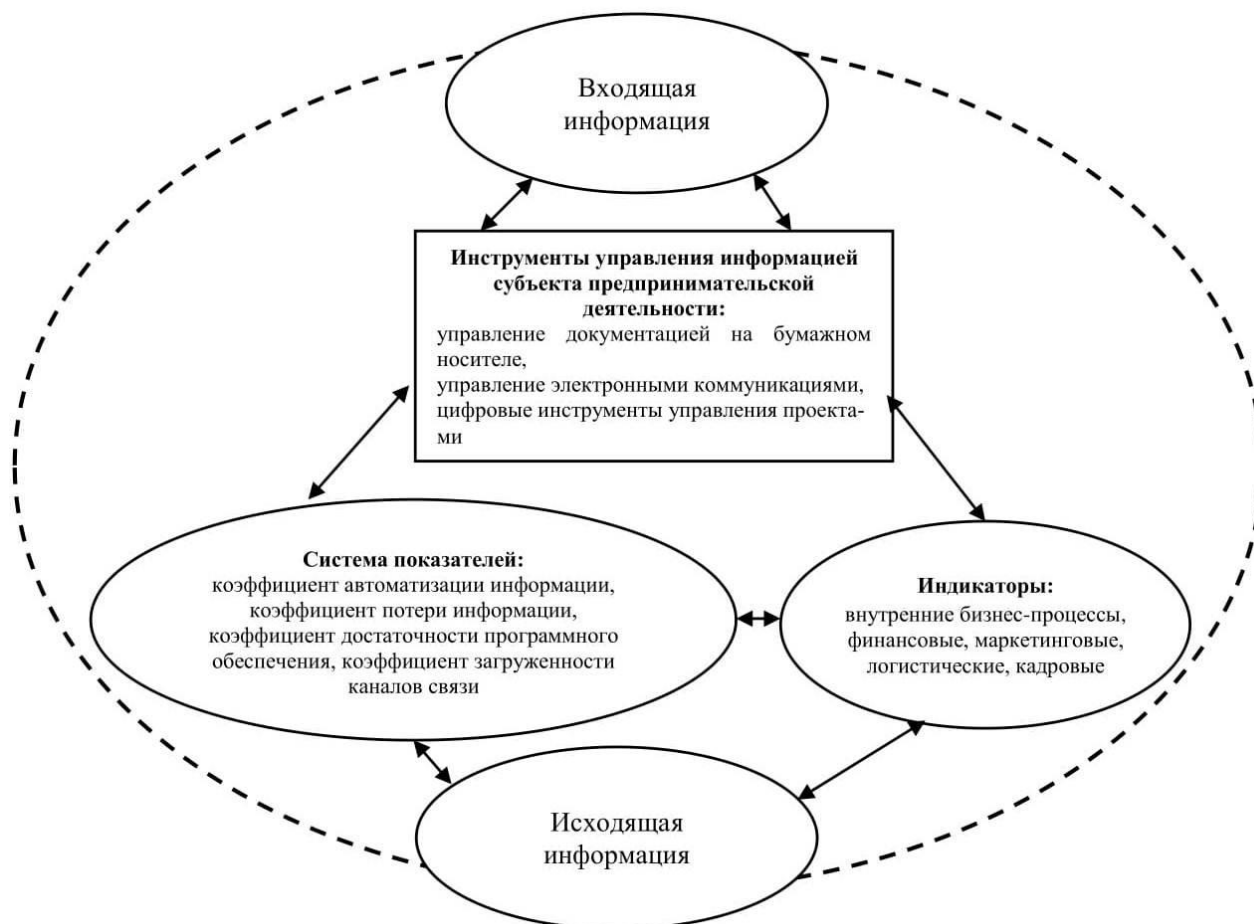 Входящая
информация
Инструменты управления информацией
субъекта предпринимательской
деятельности:
управление документацией на бумажном
носителе,
управление электронными коммуникациями,
цифровые инструменты управления проекта-
ми
Система показателей:
коэффициент автоматизации информации,
коэффициент потери информации,
коэффициент достаточности программного
обеспечения, коэффициент загруженности
каналов связи
Индикаторы:
внутренние бизнес-процессы,
финансовые, маркетинговые,
логистические, кадровые
Исходящая
информация